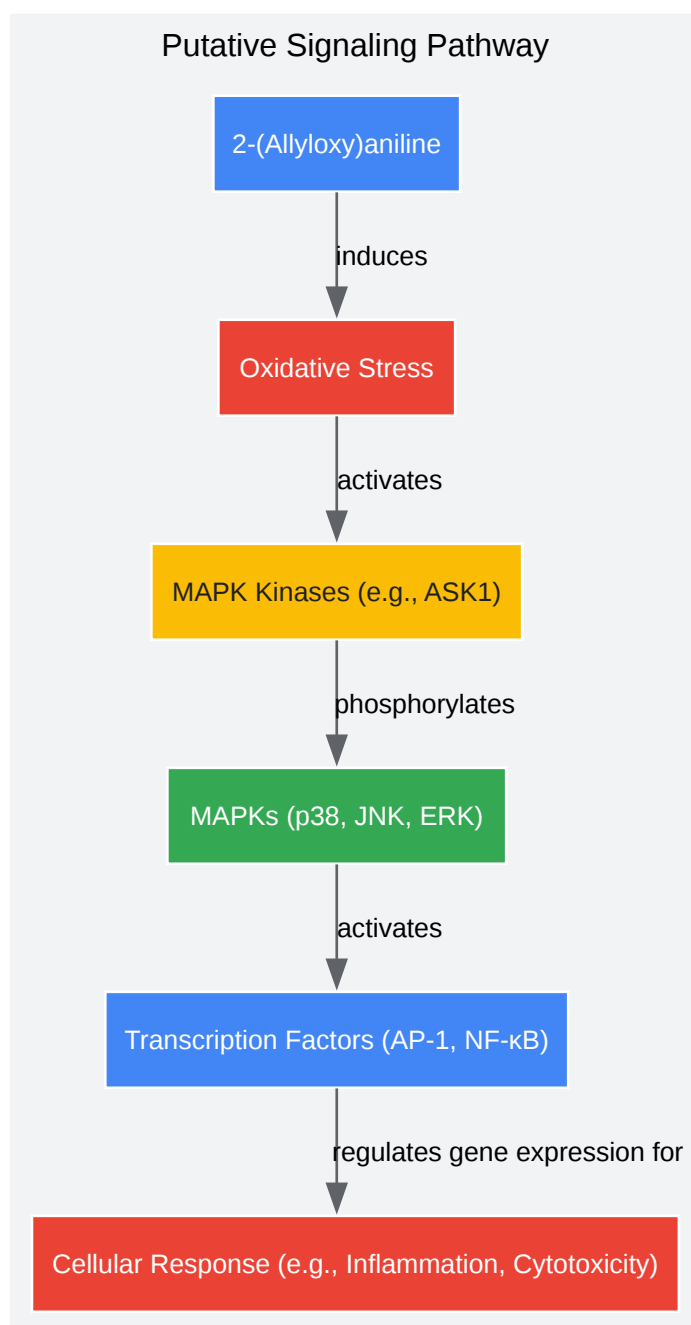 Putative Signaling Pathway
2-(Allyloxy)aniline
induces
Oxidative Stress
activates
MAPK Kinases (e.g., ASK1)
phosphorylates
MAPKs (p38, JNK, ERK)
activates
Transcription Factors (AP-1, NF-κB)
regulates gene expression for
Cellular Response (e.g., Inflammation, Cytotoxicity)